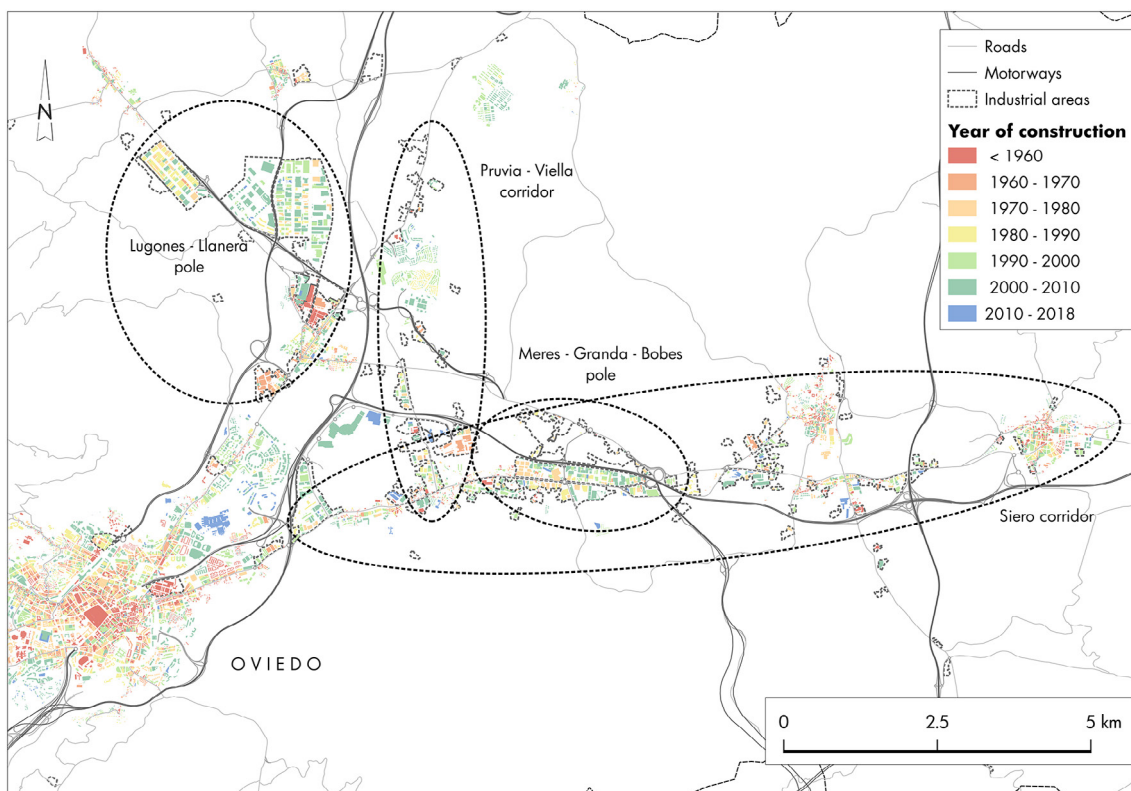 N
Roads
Motorways
Industrial areas
Year of construction
< 1960
1960 - 1970
1970 - 1980
1980 - 1990
1990 - 2000
2000 - 2010
2010 - 2018
Pruvia - Viella
corridor
Lugones - Llanera
pole
Meres - Granda - Bobes
pole
Siero corridor
OVIEDO
0
2.5
5 km